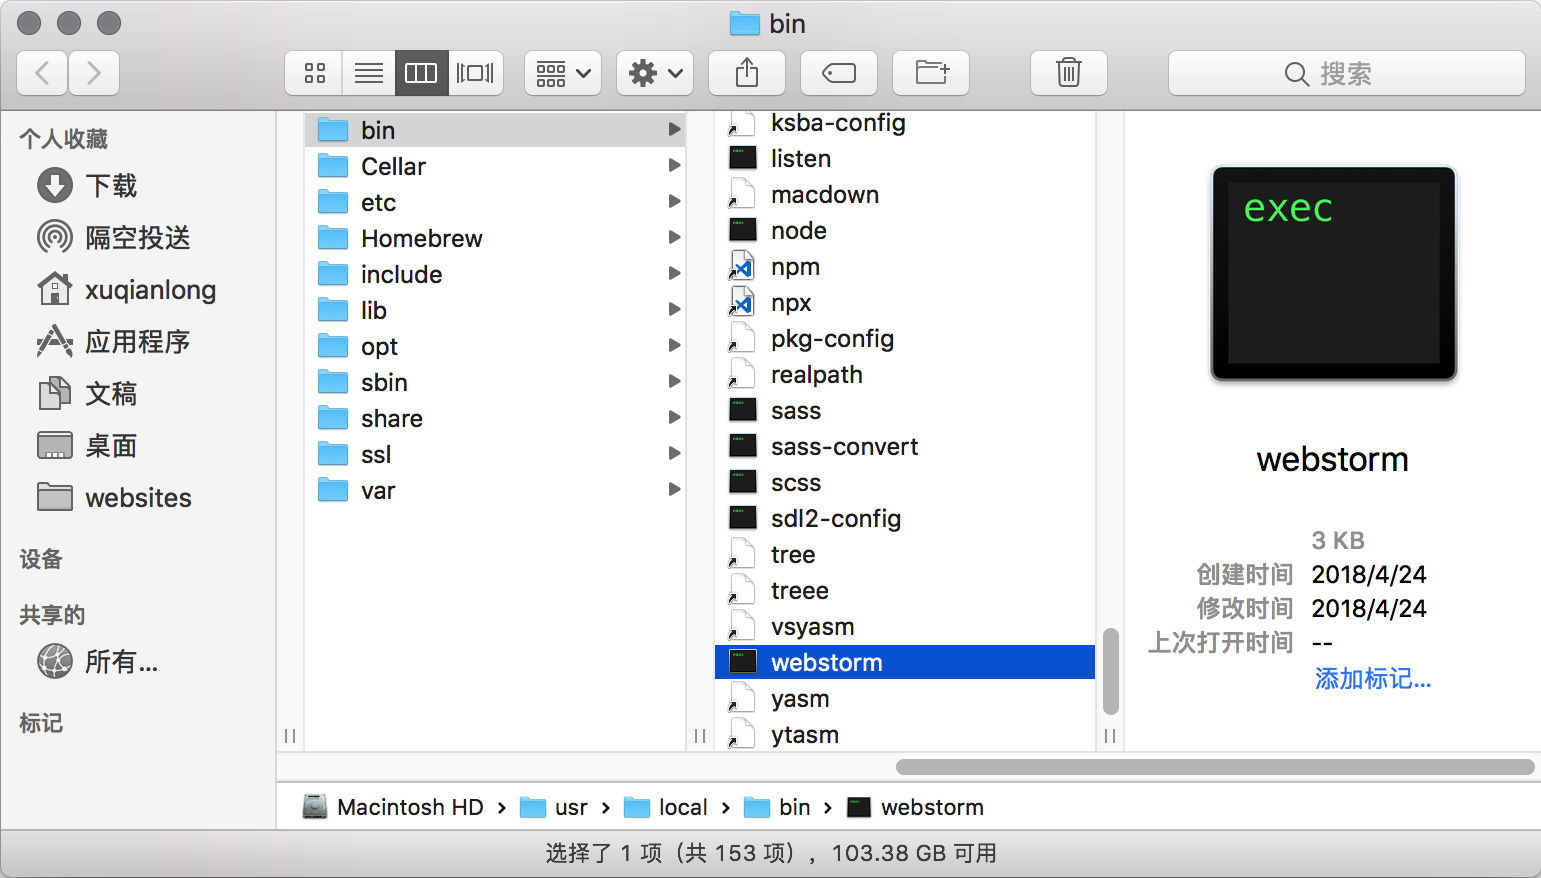 bin
搜索
个人收藏
下载
隔空投送
xuqianlong
应用程序
文稿
桌面
websites
设备
共享的
所有...
标记
bin
Cellar
etc
Homebrew
include
lib
opt
sbin
share
ssl
var
ksba-config
listen
macdown
node
npm
npx
pkg-config
realpath
sass
sass-convert
scss
sdl2-config
tree
treee
vsyasm
webstorm
yasm
ytasm
exec
webstorm
3 KB
创建时间 2018/4/24
修改时间 2018/4/24
上次打开时间 --
添加标记...
Macintosh HD › usr › local › bin › webstorm
选择了 1 项（共 153 项），103.38 GB 可用